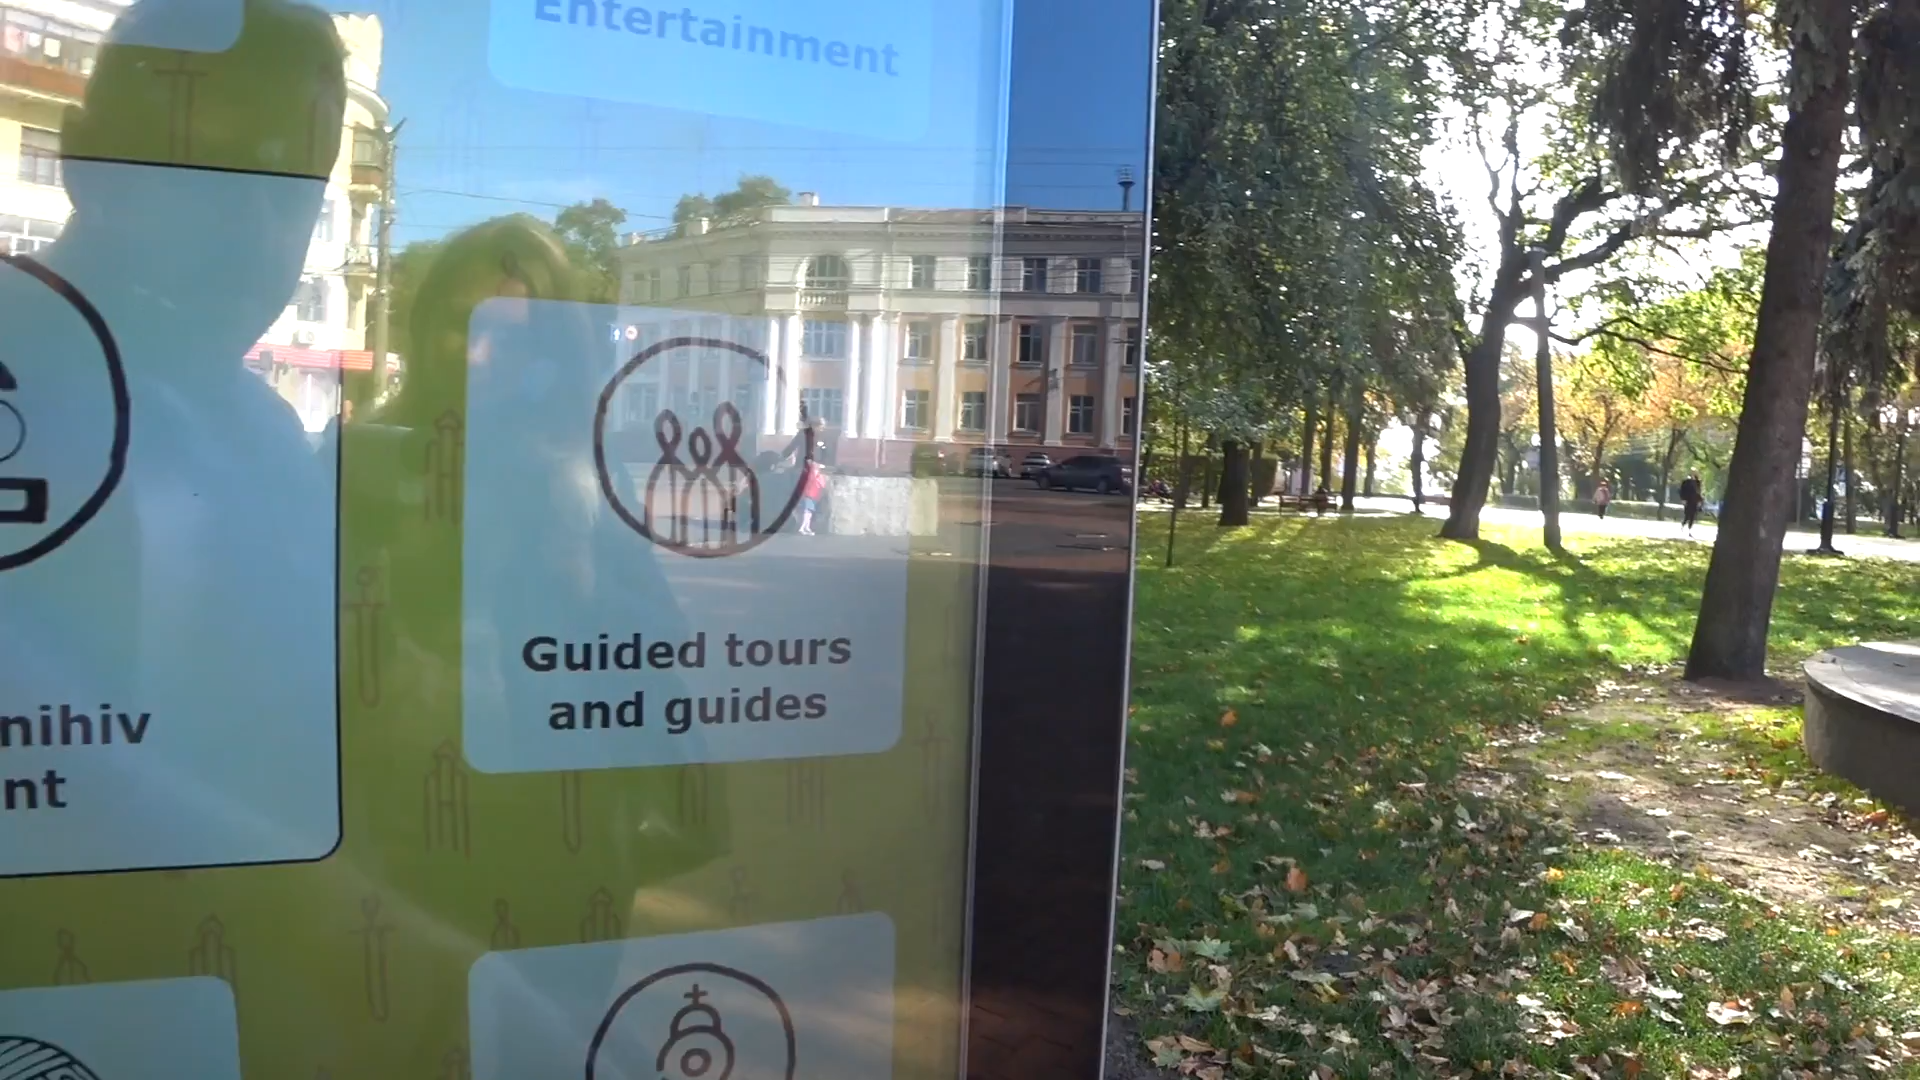 Entertainment
Guided tours
and guides
nihiv
nt